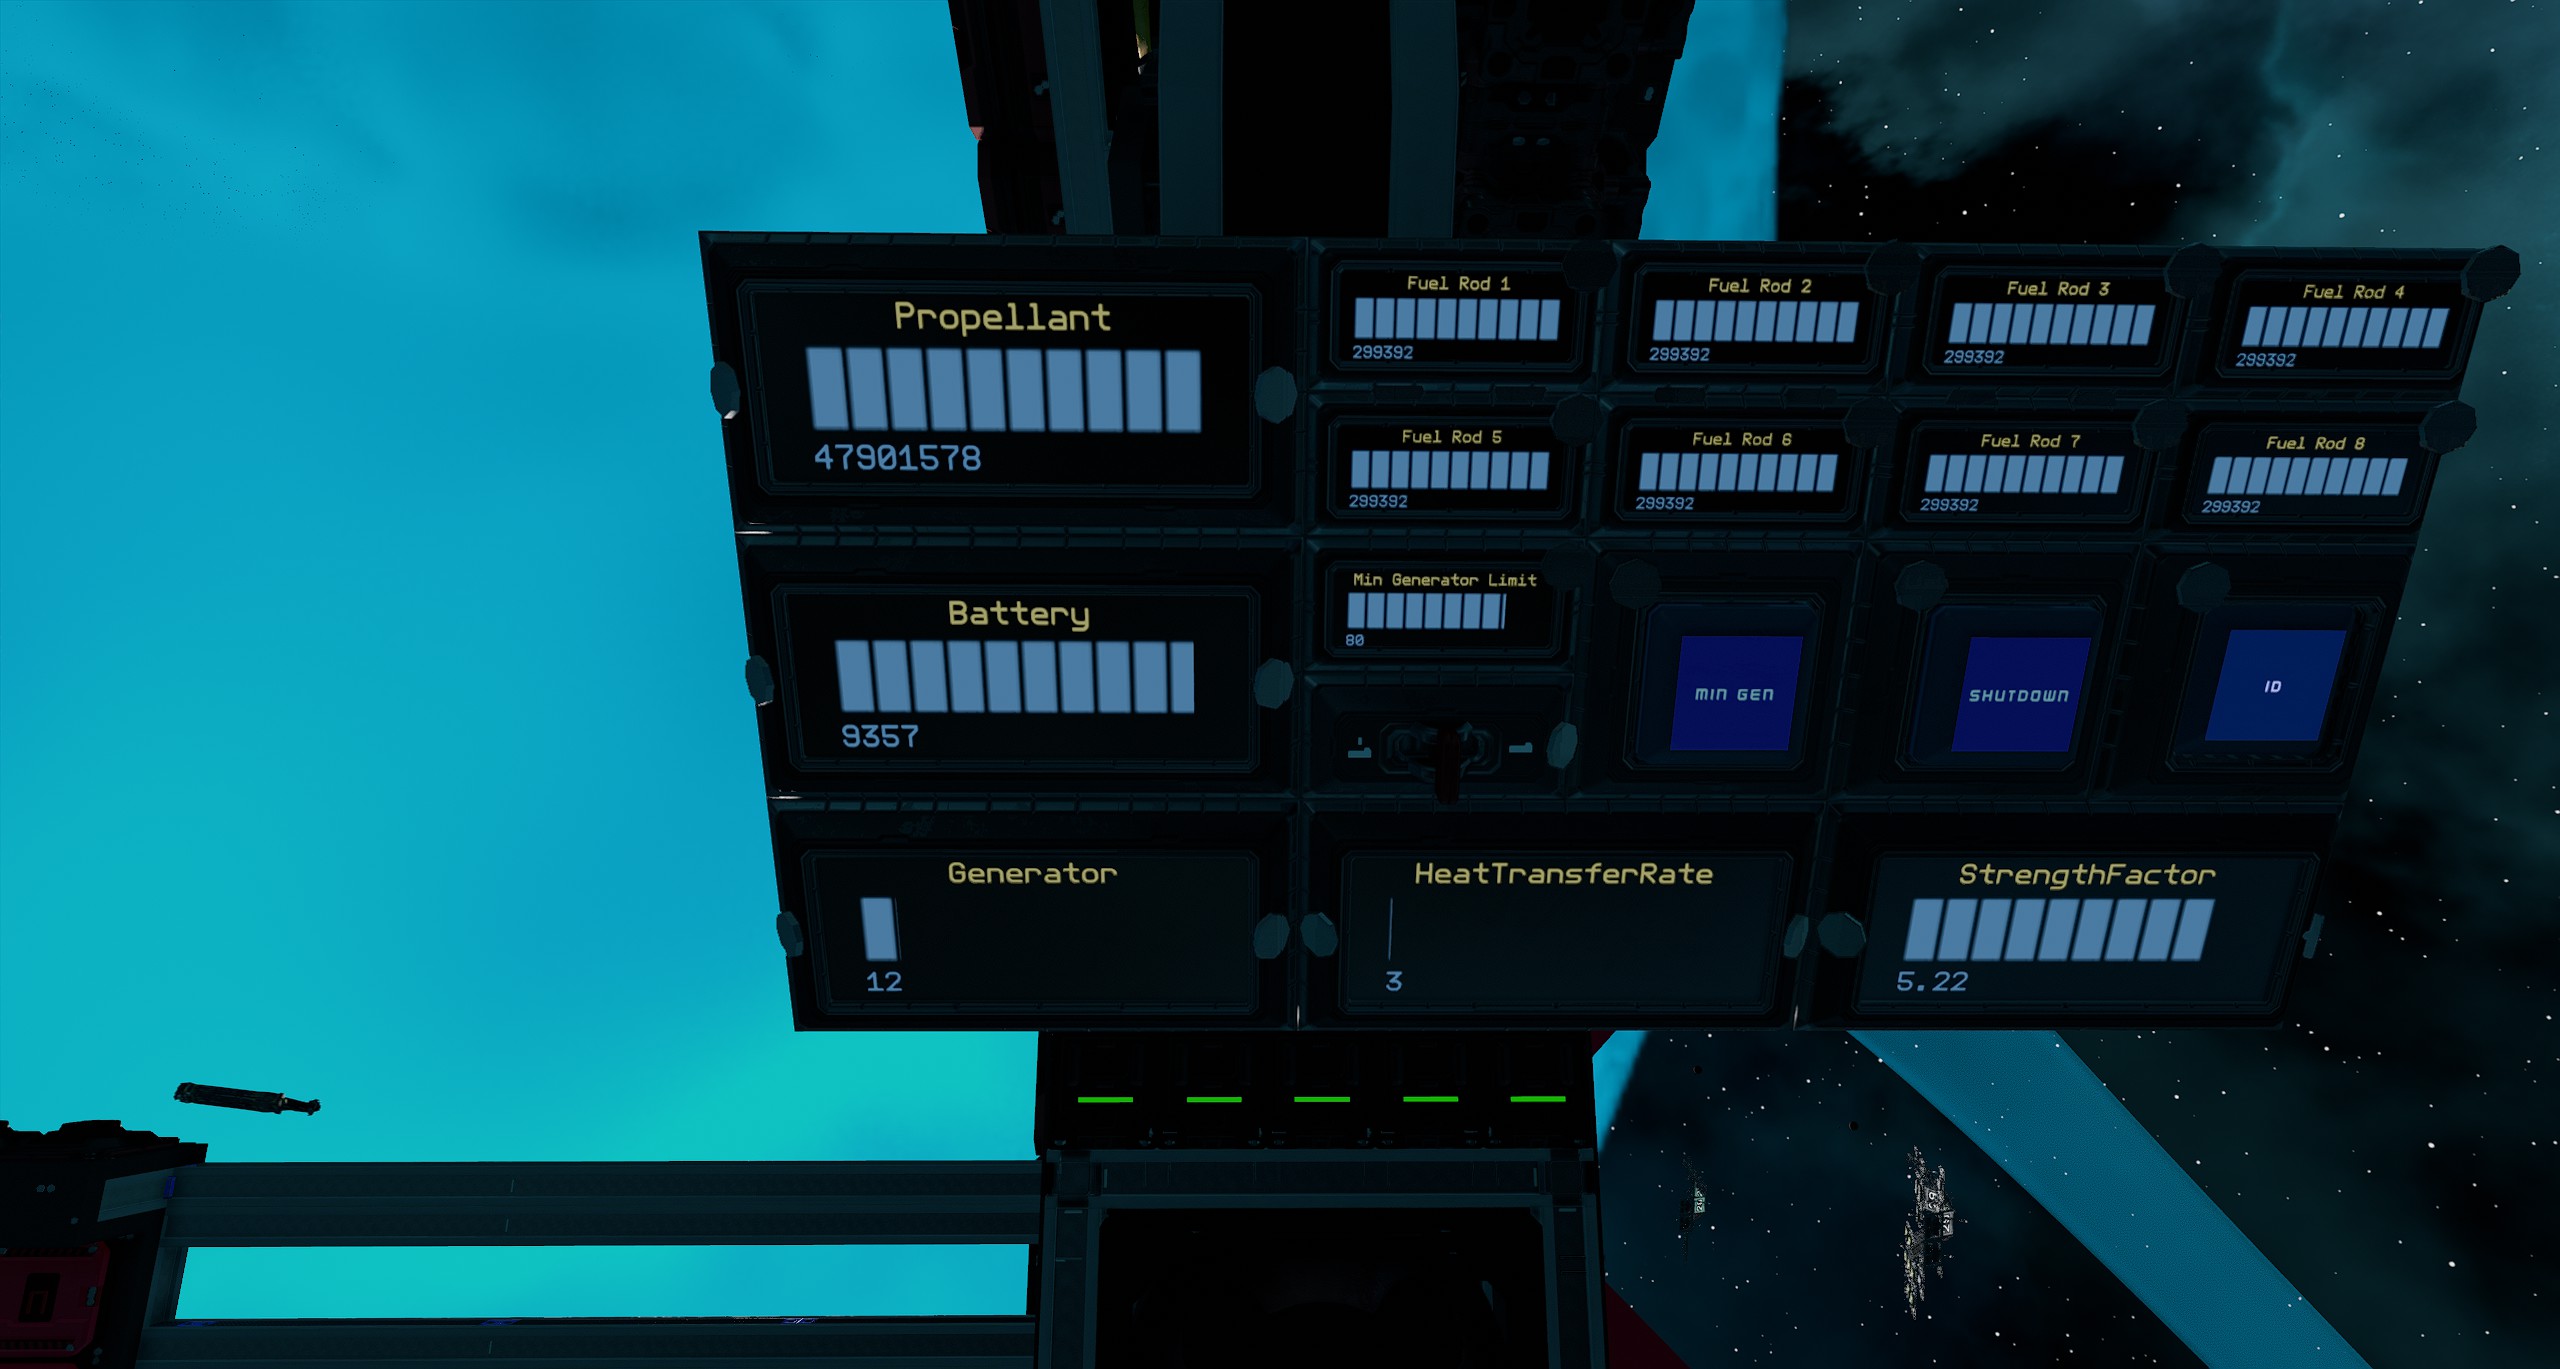 Propellant
47901578
Fuel Rod 1
299392
Fuel Rod 2
299392
Fuel Rod 3
299392
Fuel Rod 4
299392
Fuel Rod 5
299392
Fuel Rod 6
299392
Fuel Rod 7
299392
Fuel Rod 8
299392
Battery
9357
Min Generator Limit
80
MIN GEN
SHUTDOWN
ID
Generator
12
HeatTransferRate
3
StrengthFactor
5.22